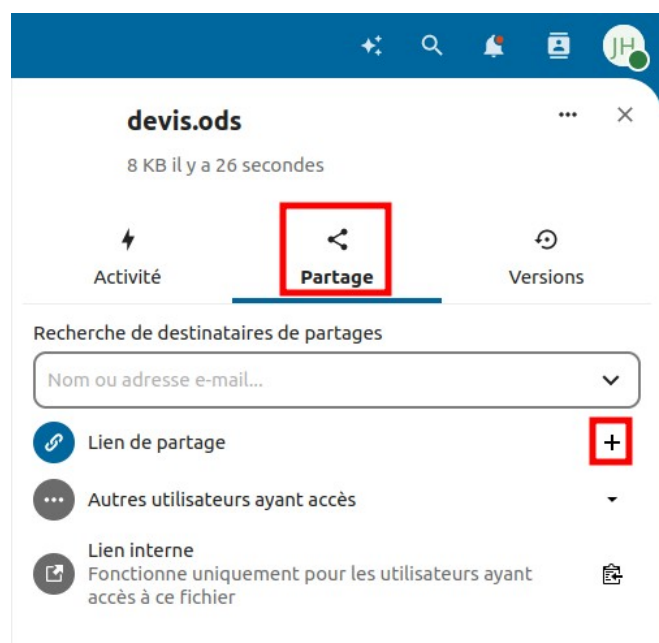 JH
devis.ods
8 KB il y a 26 secondes
Activité
Partage
Versions
Recherche de destinataires de partages
Nom ou adresse e-mail...
Lien de partage
Autres utilisateurs ayant accès
Lien interne
Fonctionne uniquement pour les utilisateurs ayant
accès à ce fichier